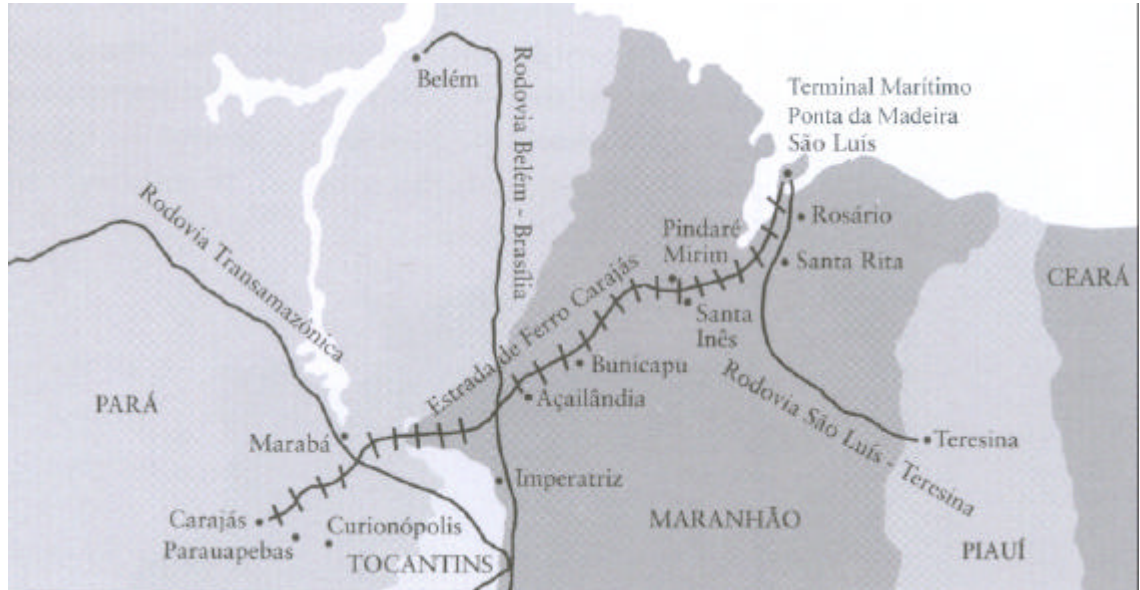 Belém
Rodovia Belém - Brasília
Terminal Marítimo
Ponta da Madeira
São Luís
Rodovia Transamazônica
Rosário
Pindaré
Mirim
Santa Rita
CEARÁ
Estrada de Ferro Carajás
Santa
Inês
Bunicapu
Rodovia São Luís - Teresina
Açailândia
PARÁ
Marabá
Teresina
Imperatriz
Carajás
Parauapebas
Curionópolis
TOCANTINS
MARANHÃO
PIAUÍ